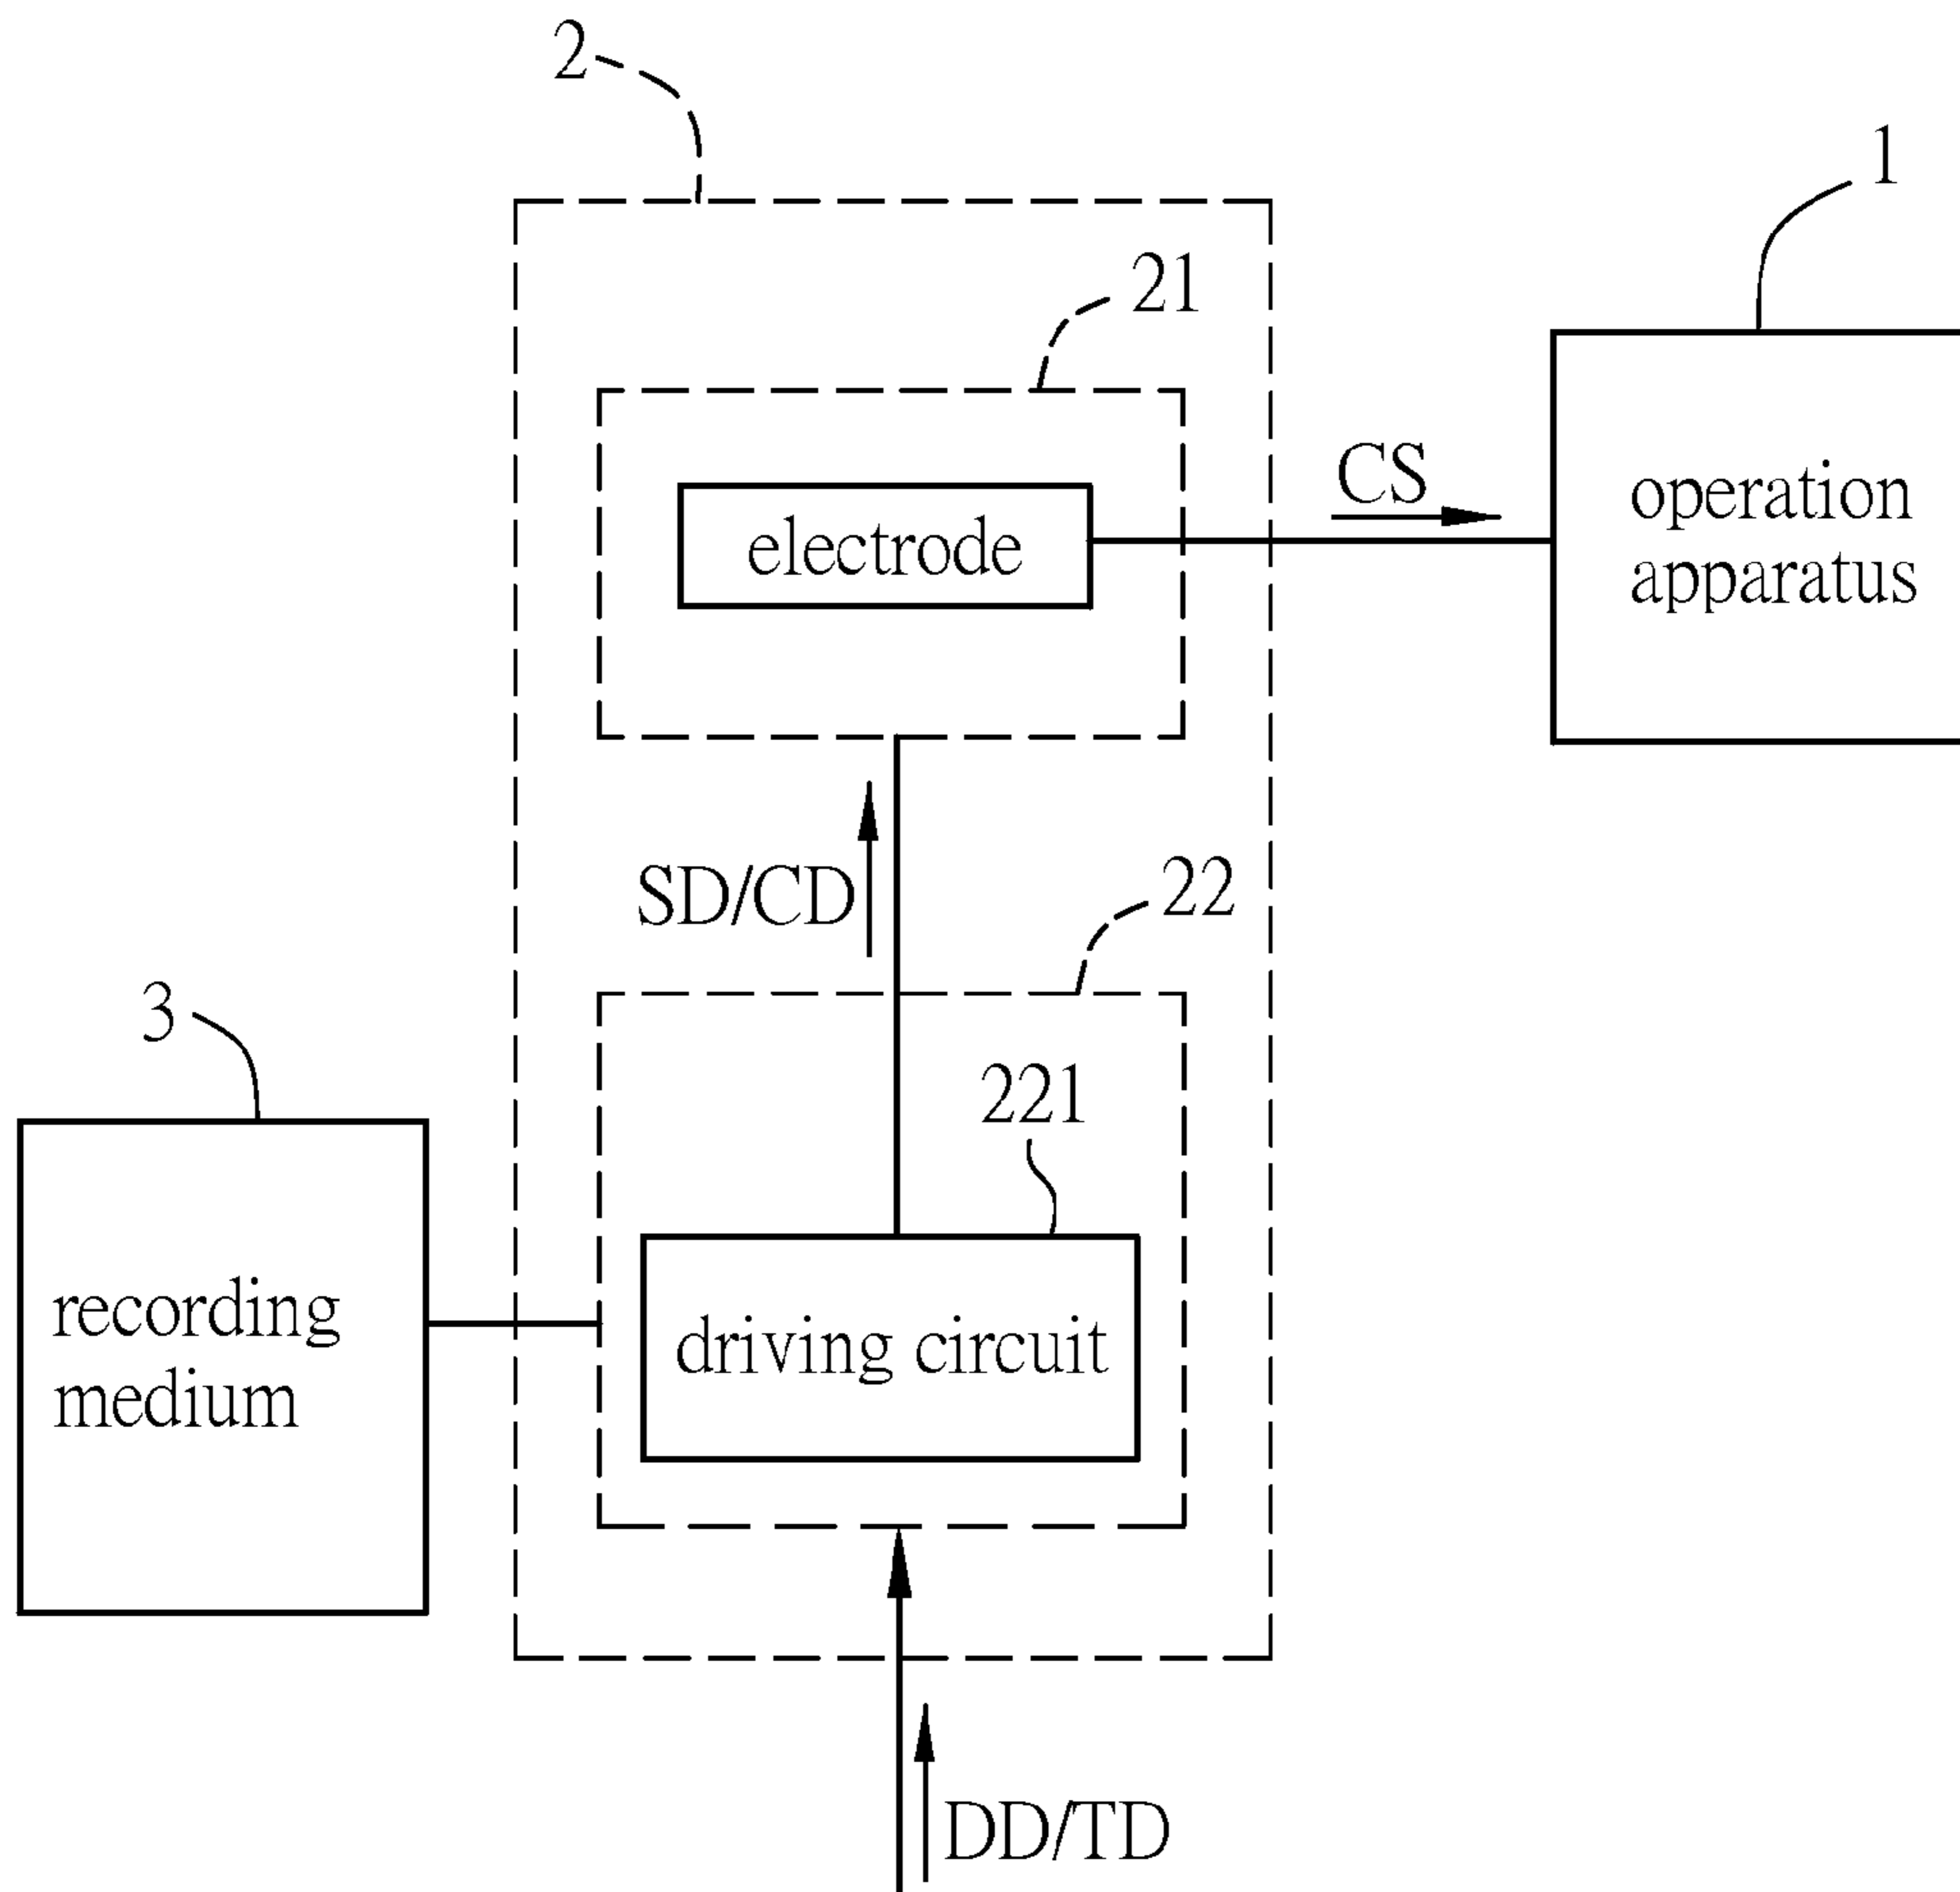 2
1
21
electrode
CS
operation
apparatus
SD/CD
22
3
221
recording
medium
driving circuit
DD/TD